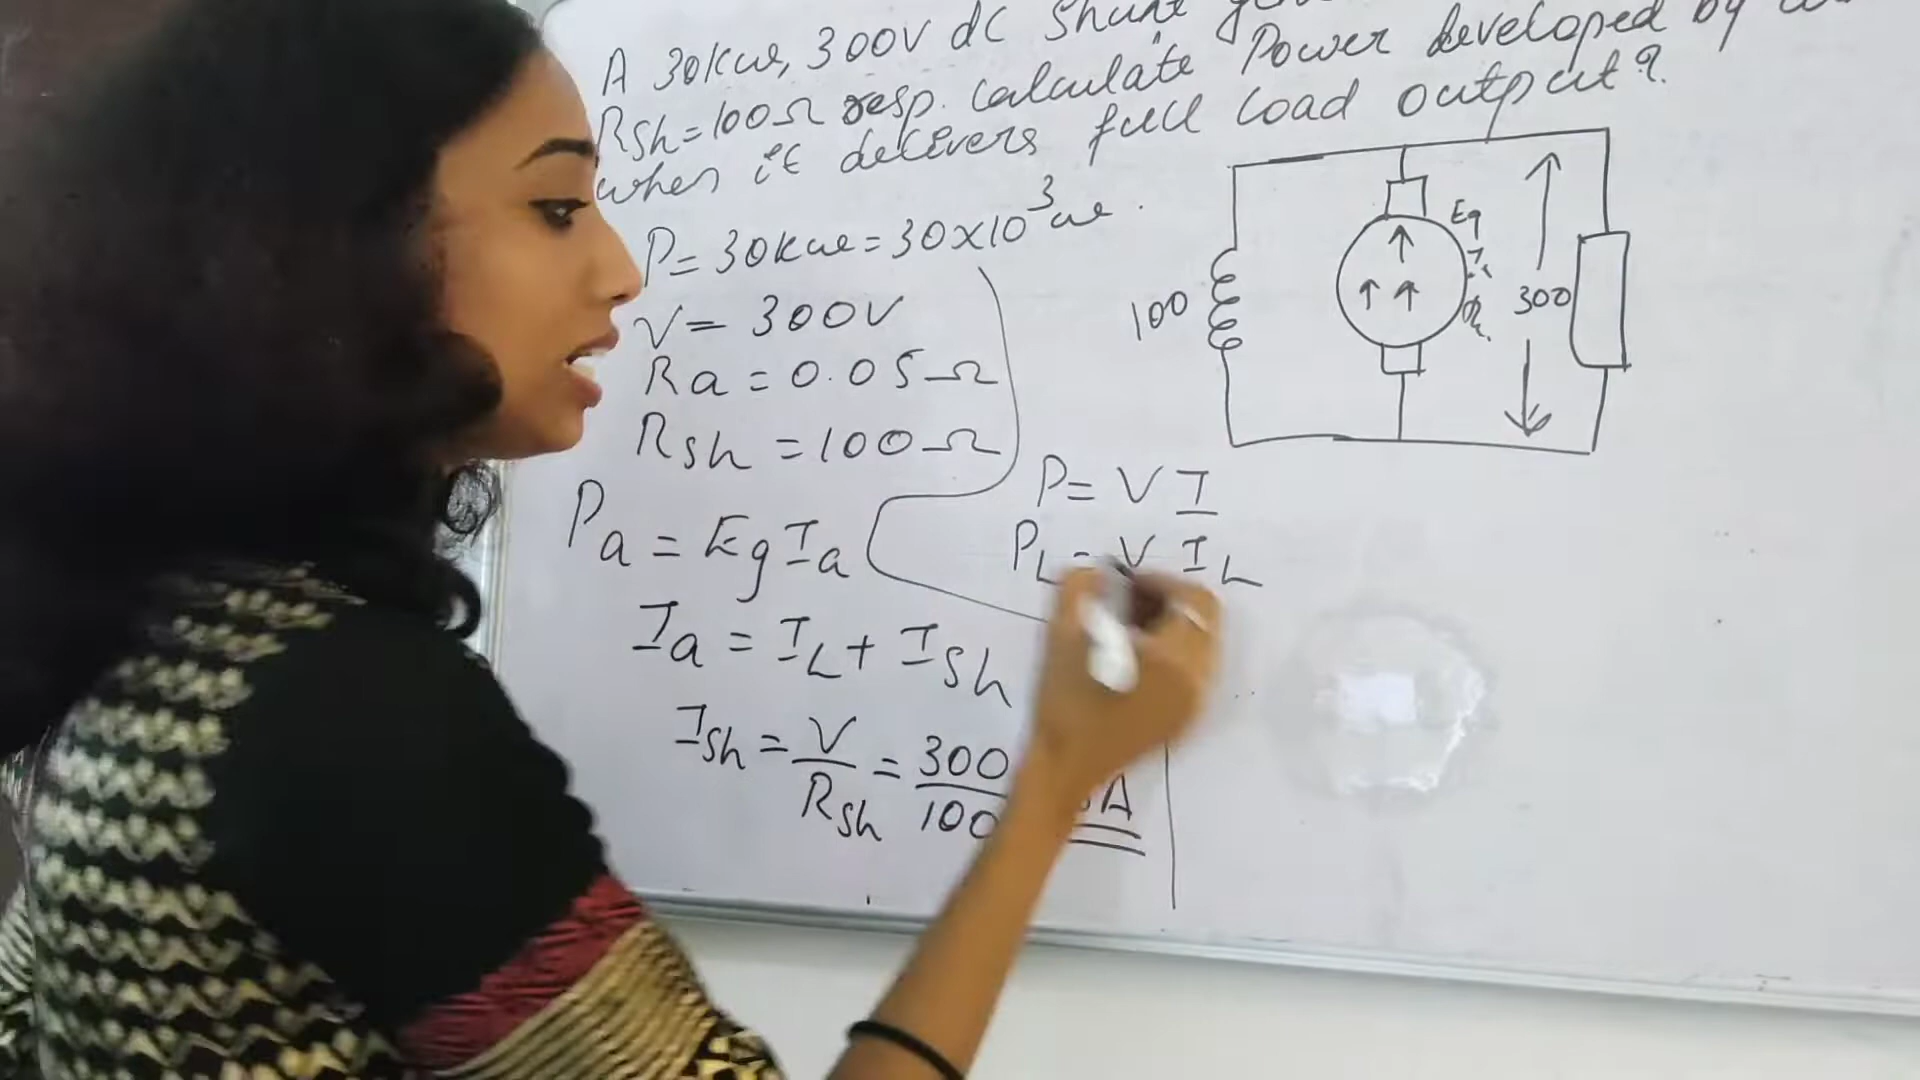 A 30kw, 300V dc Shunt
Rsh=100Ω resp. Calculate Power developed by
when it delivers full load output?
P= 30kw = 30×10³w.
V= 300V
Ra = 0.05Ω
Rsh = 100Ω
Pa = EgIa
Ia = IL + Ish
Ish = V/Rsh = 300/100 A
P= V I
PL = V IL
100
Eg
300